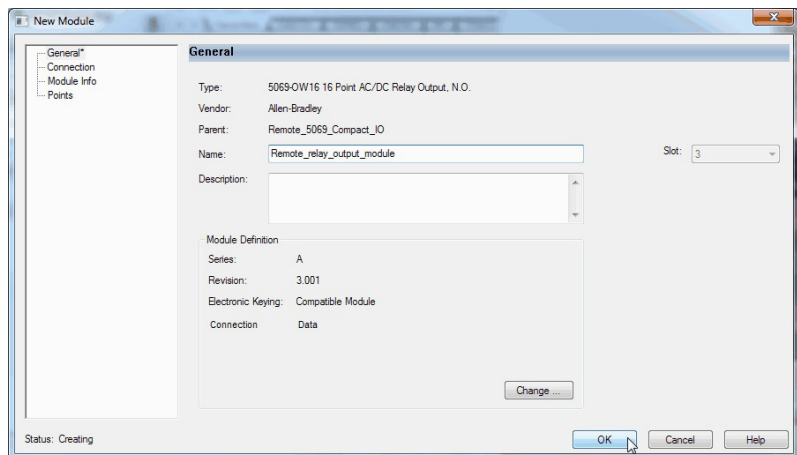 New Module
General*
Connection
Module Info
Points
General
Type: 5069-OW16 16 Point AC/DC Relay Output, N.O.
Vendor: Allen-Bradley
Parent: Remote_5069_Compact_IO
Name: Remote_relay_output_module
Slot: 3
Description:
Module Definition
Series: A
Revision: 3.001
Electronic Keying: Compatible Module
Connection Data
Change ...
Status: Creating
OK Cancel Help